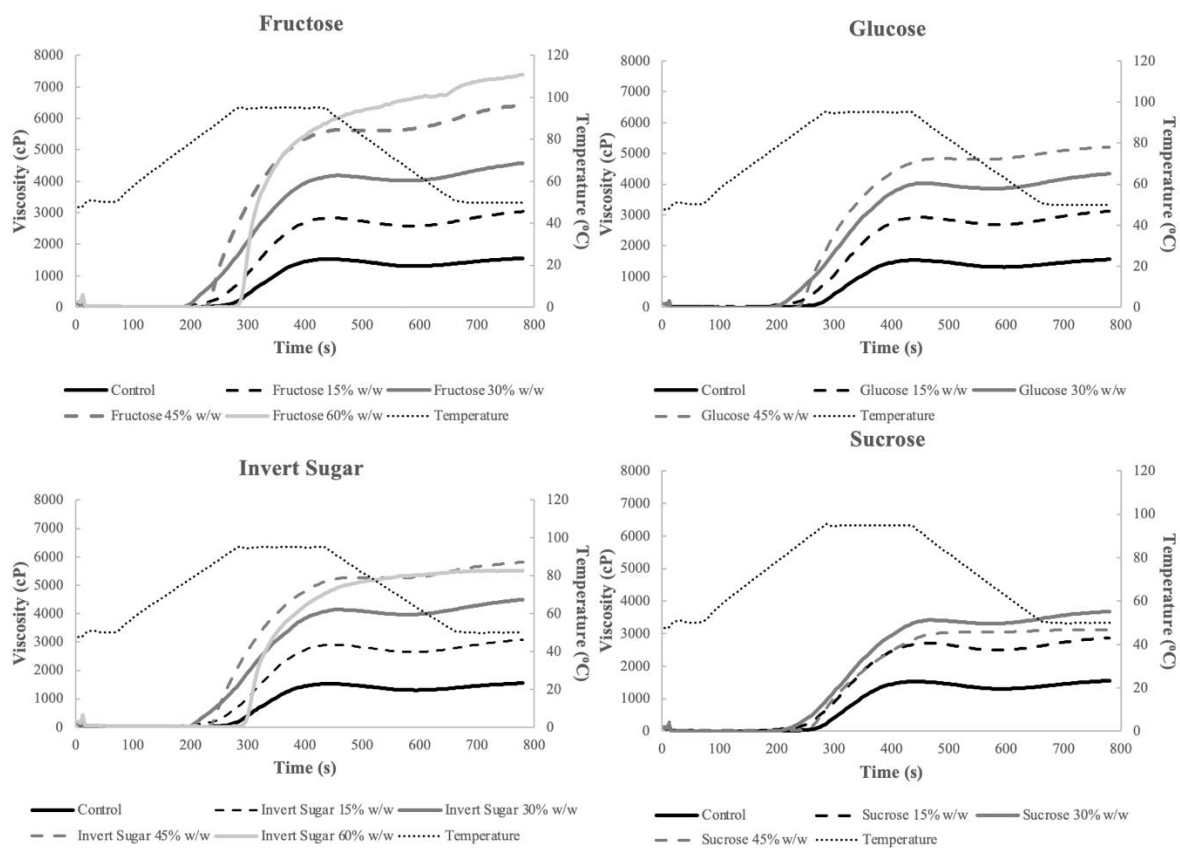 Fructose
8000
7000
6000
5000
4000
3000
2000
1000
0
Viscosity (cP)
120
100
80
60
40
20
0
Temperature (ºC)
0 100 200 300 400 500 600 700 800
Time (s)
Control Fructose 15% w/w Fructose 30% w/w
Fructose 45% w/w Fructose 60% w/w Temperature
Glucose
8000
7000
6000
5000
4000
3000
2000
1000
0
Viscosity (cP)
120
100
80
60
40
20
0
Temperature (ºC)
0 100 200 300 400 500 600 700 800
Time (s)
Control Glucose 15% w/w Glucose 30% w/w
Glucose 45% w/w Temperature
Invert Sugar
8000
7000
6000
5000
4000
3000
2000
1000
0
Viscosity (cP)
120
100
80
60
40
20
0
Temperature (ºC)
0 100 200 300 400 500 600 700 800
Time (s)
Control Invert Sugar 15% w/w Invert Sugar 30% w/w
Invert Sugar 45% w/w Invert Sugar 60% w/w Temperature
Sucrose
8000
7000
6000
5000
4000
3000
2000
1000
0
Viscosity (cP)
120
100
80
60
40
20
0
Temperature (ºC)
0 100 200 300 400 500 600 700 800
Time (s)
Control Sucrose 15% w/w Sucrose 30% w/w
Sucrose 45% w/w Temperature